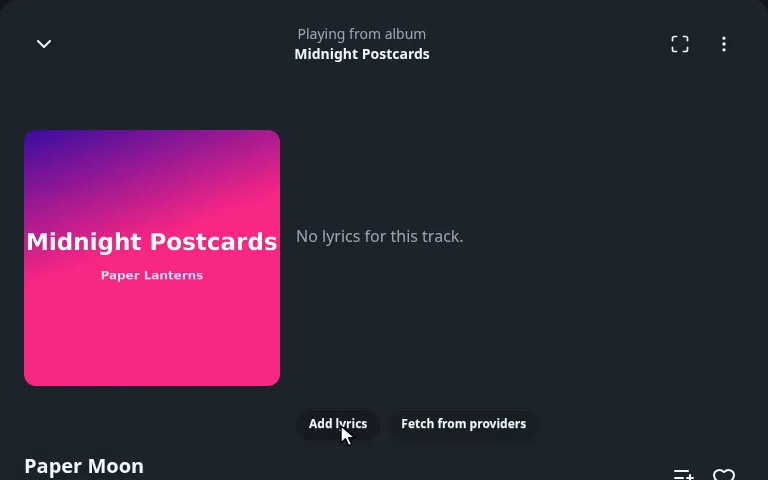 Playing from album
Midnight Postcards
Midnight Postcards
Paper Lanterns
No lyrics for this track.
Add lyrics
Fetch from providers
Paper Moon